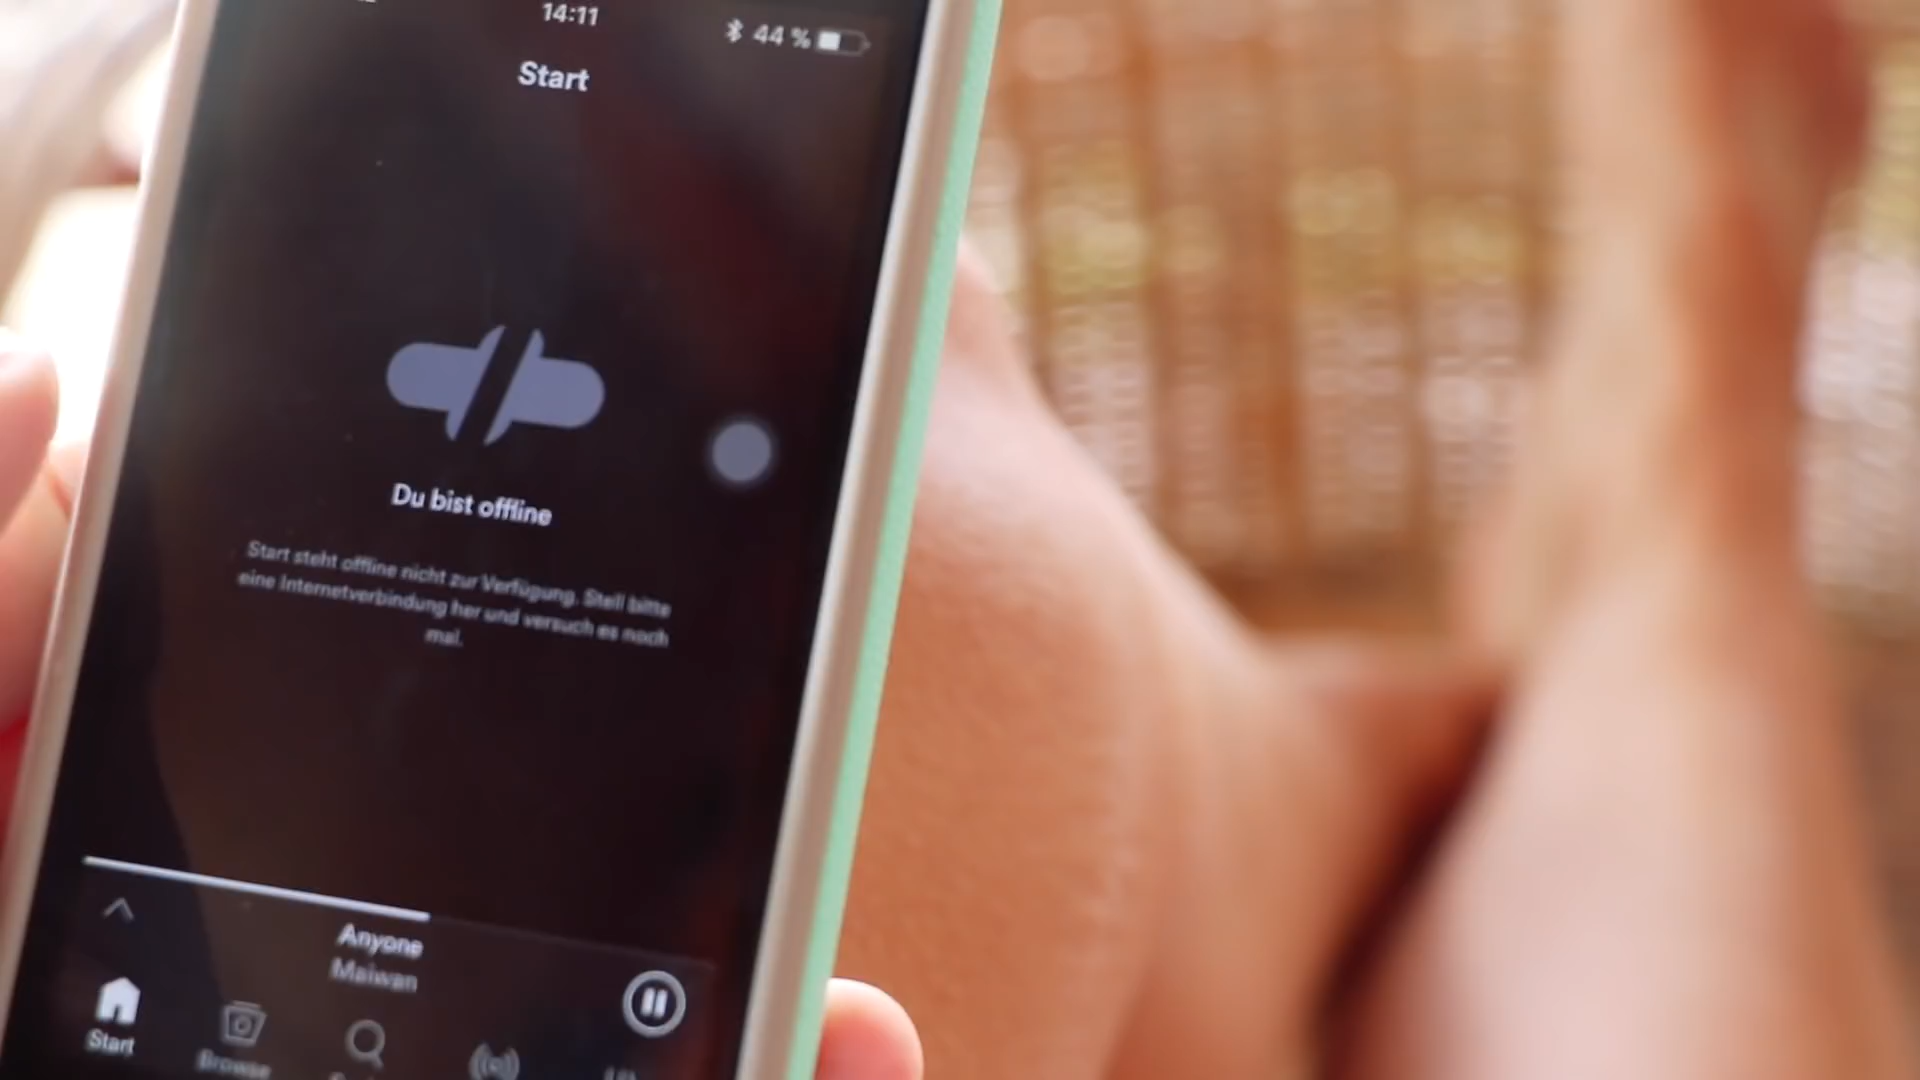 14:11
44 %
Start
Du bist offline
Start steht offline nicht zur Verfügung. Stell bitte
eine Internetverbindung her und versuch es noch
mal.
Anyone
Maiwan
Start
Browse